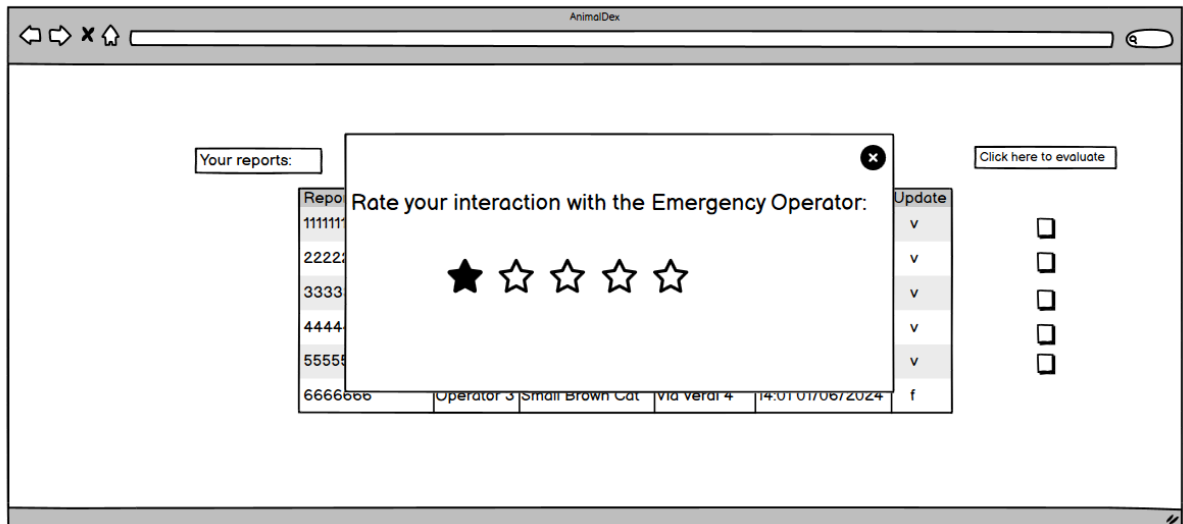 AnimalDex
Your reports:
Click here to evaluate
Rate your interaction with the Emergency Operator:
Update
v
v
v
v
v
6666666 Operator 3 Small Brown Cat Via Verdi 4 14:01 01/06/2024 f